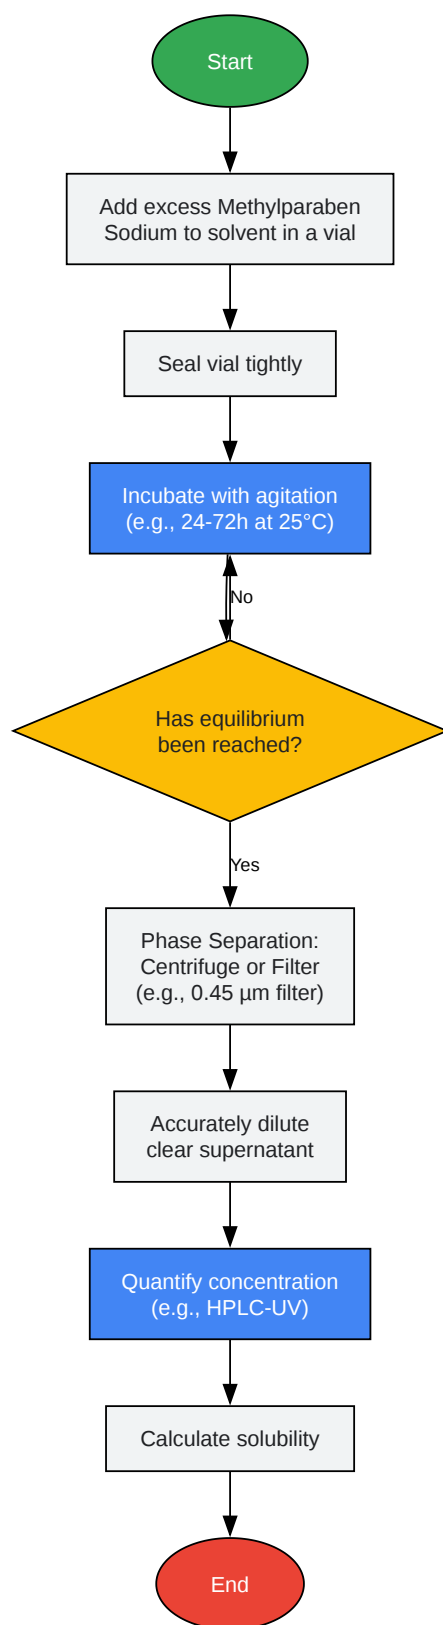 Start
Add excess Methylparaben
Sodium to solvent in a vial
Seal vial tightly
Incubate with agitation
(e.g., 24-72h at 25°C)
No
Has equilibrium
been reached?
Yes
Phase Separation:
Centrifuge or Filter
(e.g., 0.45 µm filter)
Accurately dilute
clear supernatant
Quantify concentration
(e.g., HPLC-UV)
Calculate solubility
End